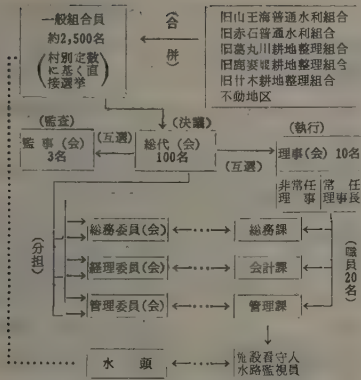 一般組合員
約2,500名
(村別定数
に基く直
接選挙)
(合併)
旧山王海普通水利組合
旧赤石普通水利組合
旧葛丸川耕地整理組合
旧鹿妻堰耕地整理組合
旧廿木耕地整理組合
不動地区
(監査)
(決議)
(執行)
監事(会)
3名
(互選)
総代(会)
100名
(互選)
理事(会) 10名
非常任
理事
常任
理事長
(分担)
(職員20名)
総務委員(会)
総務課
経理委員(会)
会計課
管理委員(会)
管理課
水頭
施設看守人
水路監視員